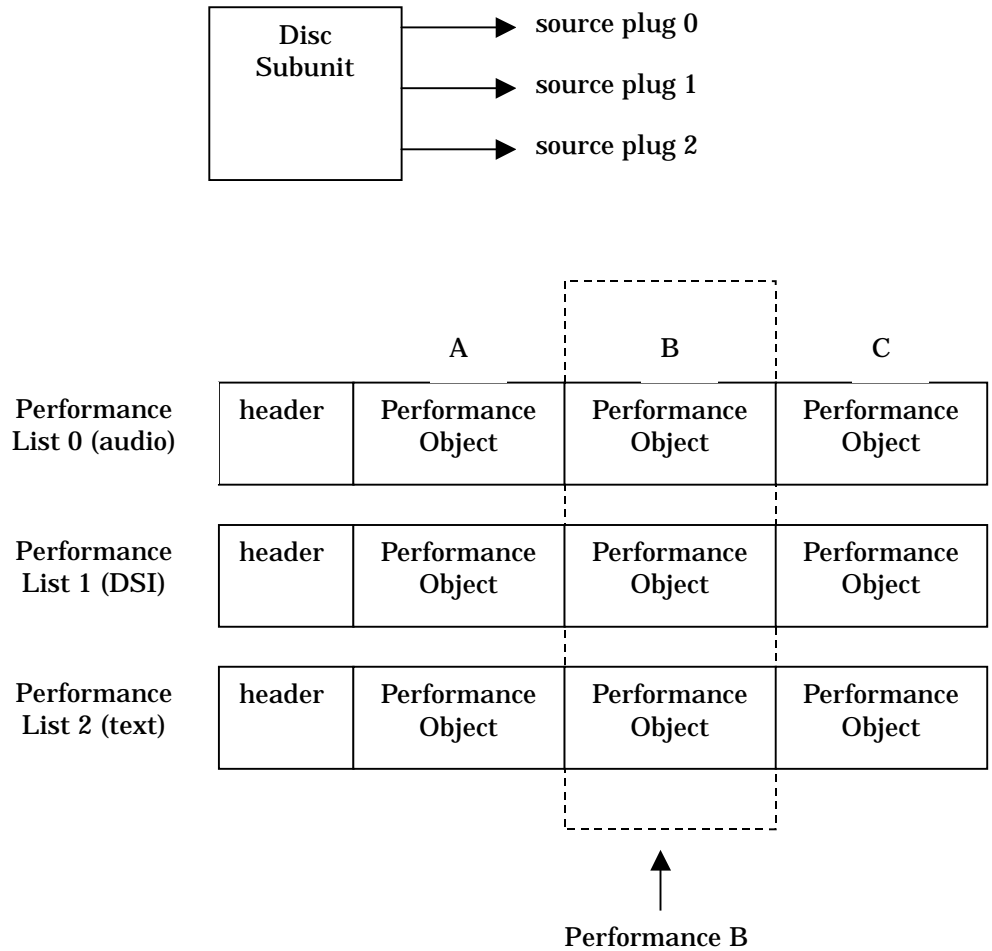 Disc
Subunit
source plug 0
source plug 1
source plug 2
A
B
C
Performance
List 0 (audio)
header
Performance
Object
Performance
Object
Performance
Object
Performance
List 1 (DSI)
header
Performance
Object
Performance
Object
Performance
Object
Performance
List 2 (text)
header
Performance
Object
Performance
Object
Performance
Object
Performance B